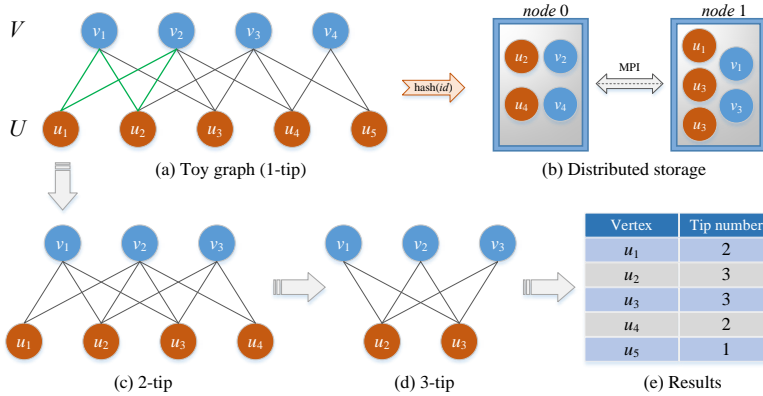 V
v1 v2 v3 v4
U
u1 u2 u3 u4 u5
(a) Toy graph (1-tip)
hash(id)
node 0
u2 v2
u4 v4
MPI
node 1
u1
v1
u3
v3
u3
(b) Distributed storage
v1 v2 v3
u1 u2 u3 u4
(c) 2-tip
v1 v2 v3
u2 u3
(d) 3-tip
Vertex Tip number
u1 2
u2 3
u3 3
u4 2
u5 1
(e) Results